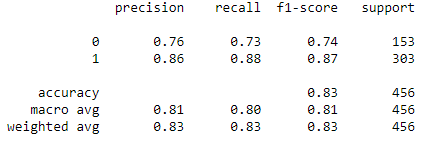 precision recall f1-score support
0 0.76 0.73 0.74 153
1 0.86 0.88 0.87 303
accuracy 0.83 456
macro avg 0.81 0.80 0.81 456
weighted avg 0.83 0.83 0.83 456